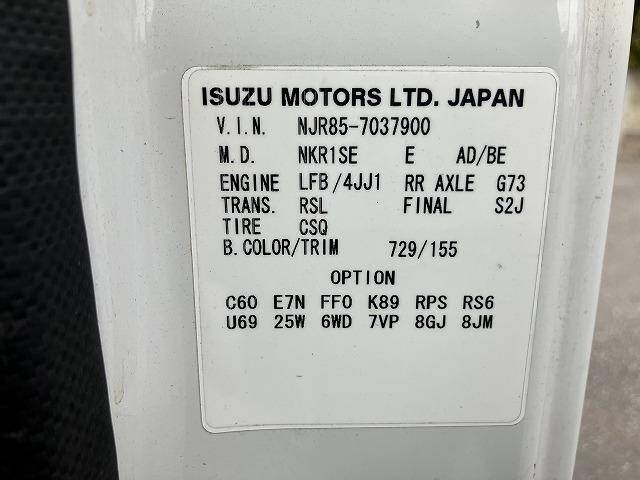 ISUZU MOTORS LTD. JAPAN
V.I.N. NJR85-7037900
M.D. NKR1SE E AD/BE
ENGINE LFB/4JJ1 RR AXLE G73
TRANS. RSL FINAL S2J
TIRE CSQ
B.COLOR/TRIM 729/155
OPTION
C60 E7N FF0 K89 RPS RS6
U69 25W 6WD 7VP 8GJ 8JM